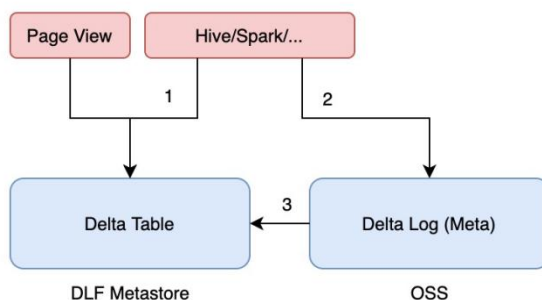 Page View
Hive/Spark/...
1
2
Delta Table
3
Delta Log (Meta)
DLF Metastore
OSS